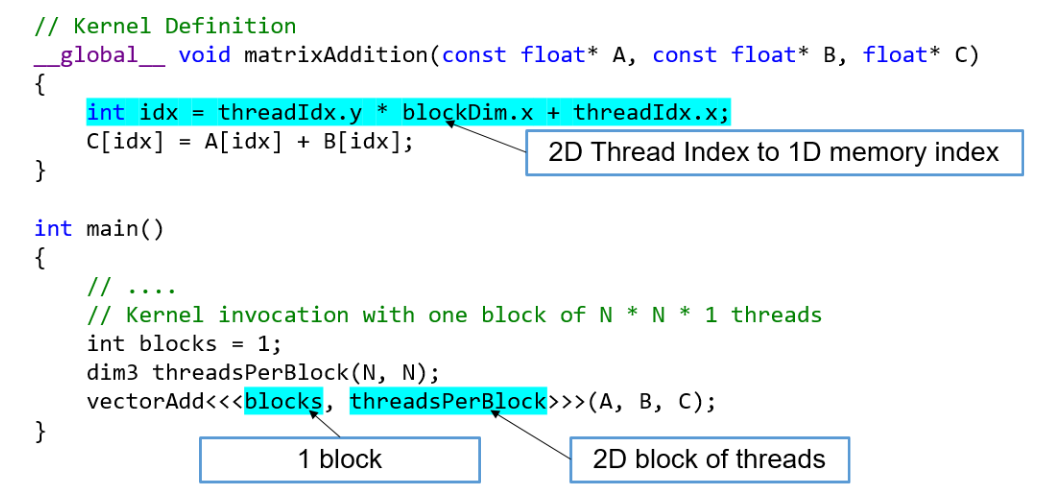 // Kernel Definition
__global__ void matrixAddition(const float* A, const float* B, float* C)
{
    int idx = threadIdx.y * blockDim.x + threadIdx.x;
    C[idx] = A[idx] + B[idx];
2D Thread Index to 1D memory index
}
int main()
{
    // ....
    // Kernel invocation with one block of N * N * 1 threads
    int blocks = 1;
    dim3 threadsPerBlock(N, N);
    vectorAdd<<<blocks, threadsPerBlock>>>(A, B, C);
}
1 block
2D block of threads